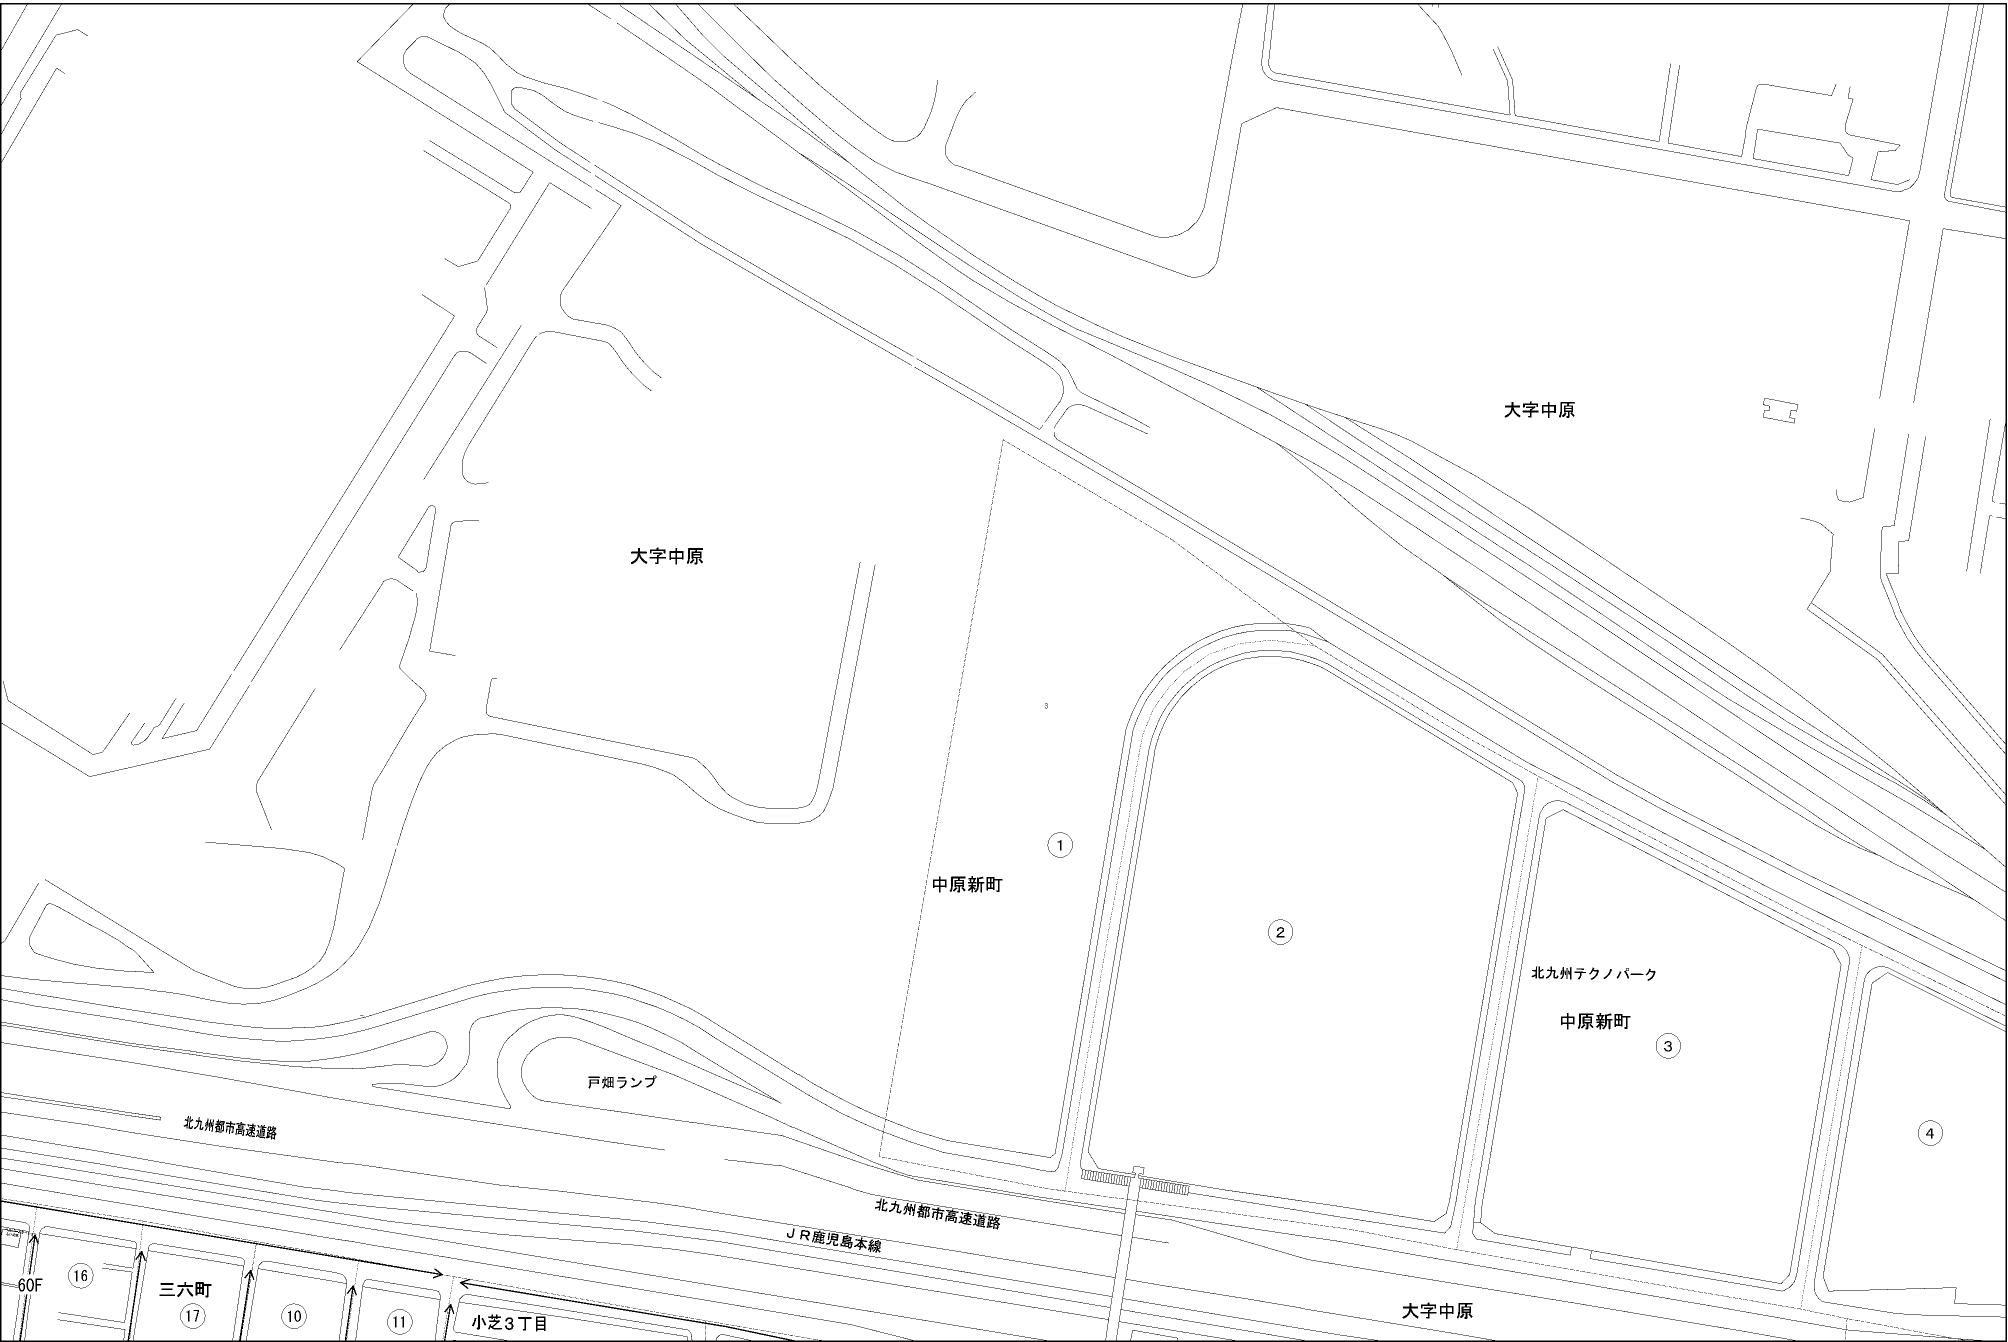 大字中原
大字中原
3
1
中原新町
2
北九州テクノパーク
中原新町
3
戸畑ランプ
北九州都市高速道路
4
北九州都市高速道路
JR鹿児島本線
60F
16
三六町
17
10
11
小芝3丁目
大字中原